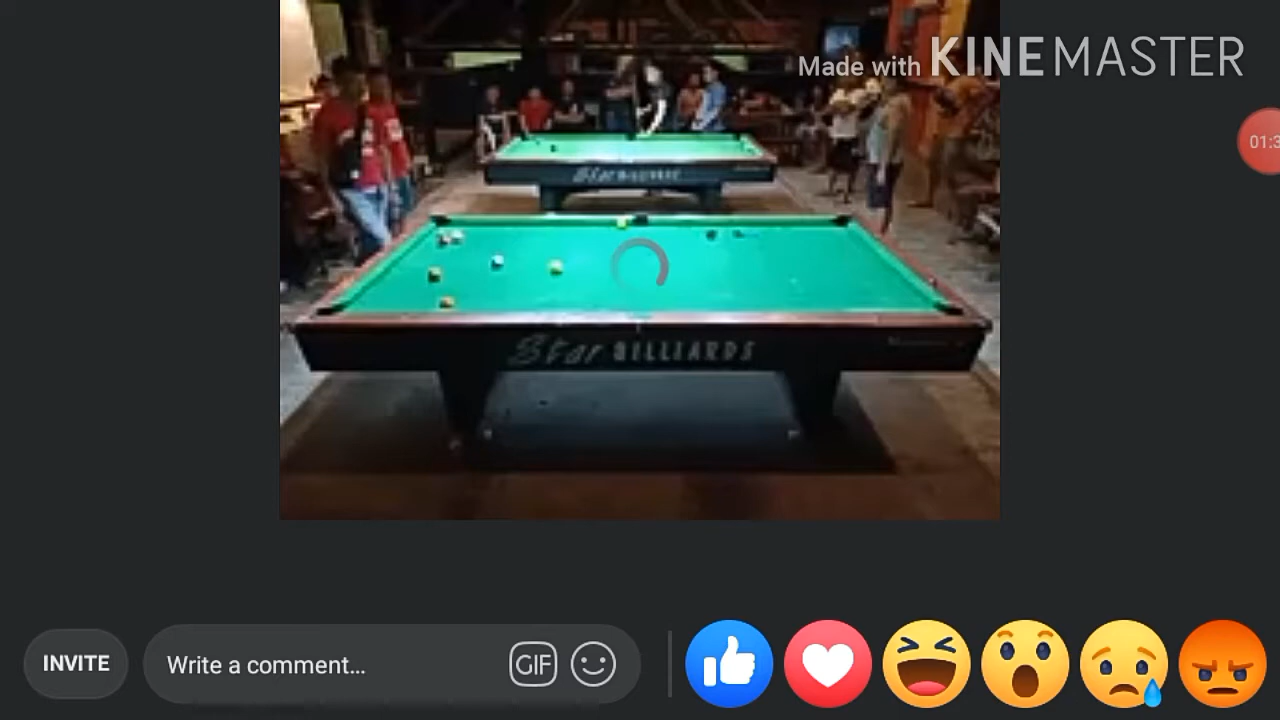 Made with KINEMASTER
01:3
Star BILLIARDS
INVITE
Write a comment...
GIF